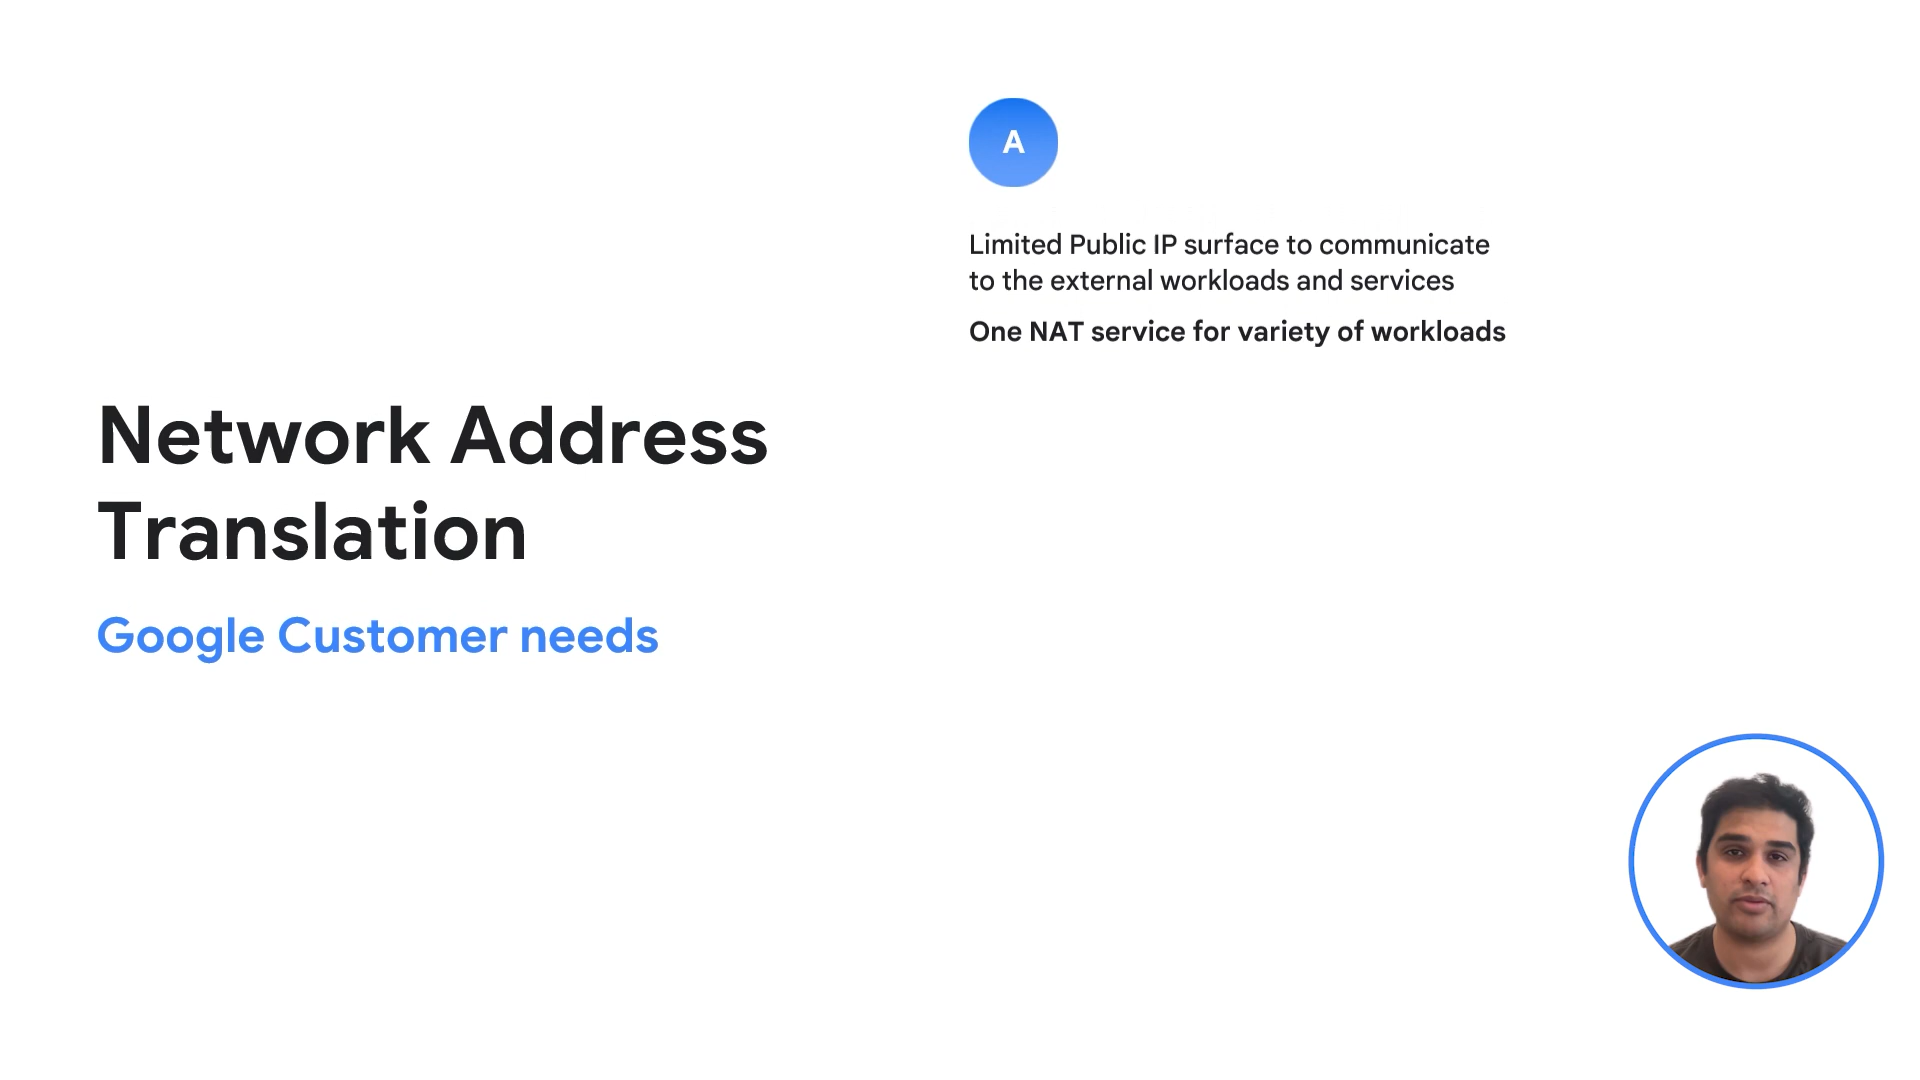 A
Limited Public IP surface to communicate
to the external workloads and services
One NAT service for variety of workloads
Network Address
Translation
Google Customer needs